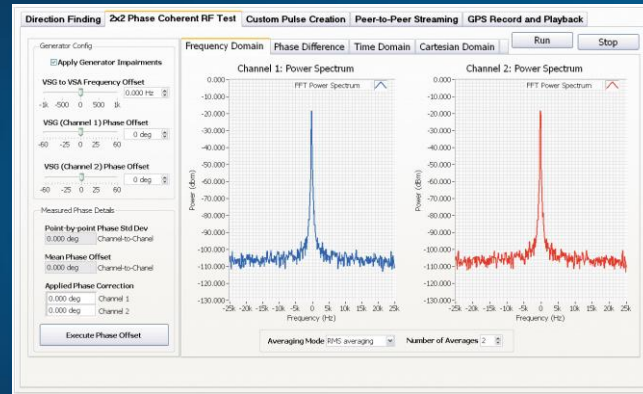 Direction Finding 2x2 Phase Coherent RF Test Custom Pulse Creation Peer-to-Peer Streaming GPS Record and Playback
Generator Config
Apply Generator Impairments
VSG to VSA Frequency Offset
0.000 Hz
-1k -500 0 500 1k
VSG (Channel 1) Phase Offset
0 deg
-60 -25 0 25 60
VSG (Channel 2) Phase Offset
0 deg
-60 -25 0 25 60
Measured Phase Details
Point-by-point Phase Std Dev
0.000 deg Channel-to-Chanel
Mean Phase Offset
0.000 deg Channel-to-Chanel
Applied Phase Correction
0.000 deg Channel 1
0.000 deg Channel 2
Execute Phase Offset
Frequency Domain Phase Difference Time Domain Cartesian Domain
Run Stop
Channel 1: Power Spectrum
FFT Power Spectrum
Power (dbm)
0.000
-10.000
-20.000
-30.000
-40.000
-50.000
-60.000
-70.000
-80.000
-90.000
-100.000
-110.000
-120.000
-130.000
-25k -20k -15k -10k -5k 0 5k 10k 15k 20k 25k
Frequency (Hz)
Channel 2: Power Spectrum
FFT Power Spectrum
Power (dbm)
0.000
-10.000
-20.000
-30.000
-40.000
-50.000
-60.000
-70.000
-80.000
-90.000
-100.000
-110.000
-120.000
-130.000
-25k -20k -15k -10k -5k 0 5k 10k 15k 20k 25k
Frequency (Hz)
Averaging Mode RMS averaging Number of Averages 2